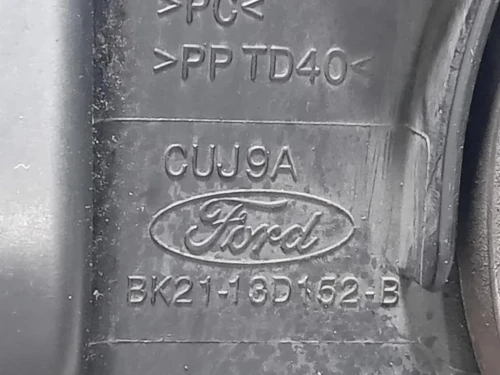 >PC<
>PP TD40<
CUJ9A
Ford
BK21-13D152-B